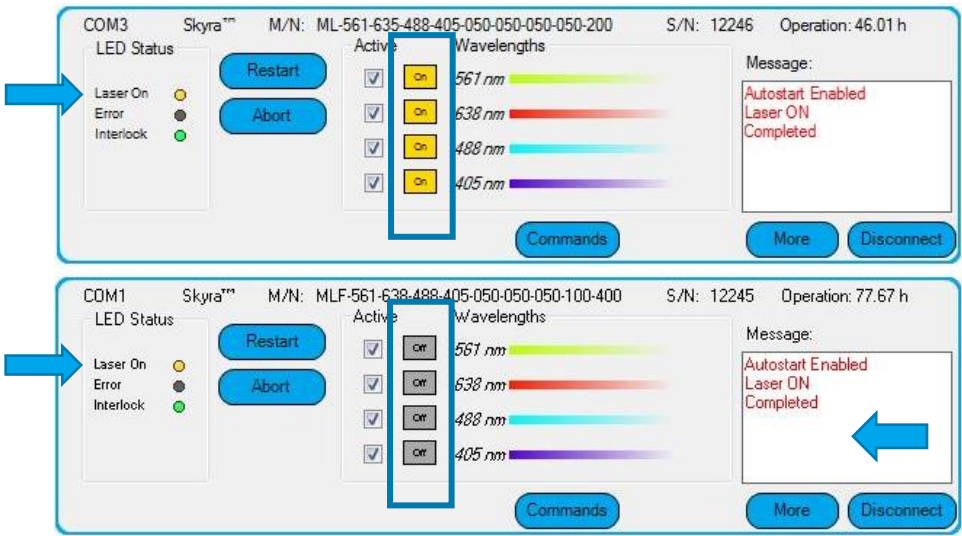 COM3 Skyra™ M/N: ML-561-635-488-405-050-050-050-050-200 S/N: 12246 Operation: 46.01 h
LED Status
Laser On
Error
Interlock
Restart
Abort
Active Wavelengths
On 561 nm
On 638 nm
On 488 nm
On 405 nm
Commands
Message:
Autostart Enabled
Laser ON
Completed
More Disconnect
COM1 Skyra™ M/N: MLF-561-638-488-405-050-050-050-100-400 S/N: 12245 Operation: 77.67 h
LED Status
Laser On
Error
Interlock
Restart
Abort
Active Wavelengths
Off 561 nm
Off 638 nm
Off 488 nm
Off 405 nm
Commands
Message:
Autostart Enabled
Laser ON
Completed
More Disconnect